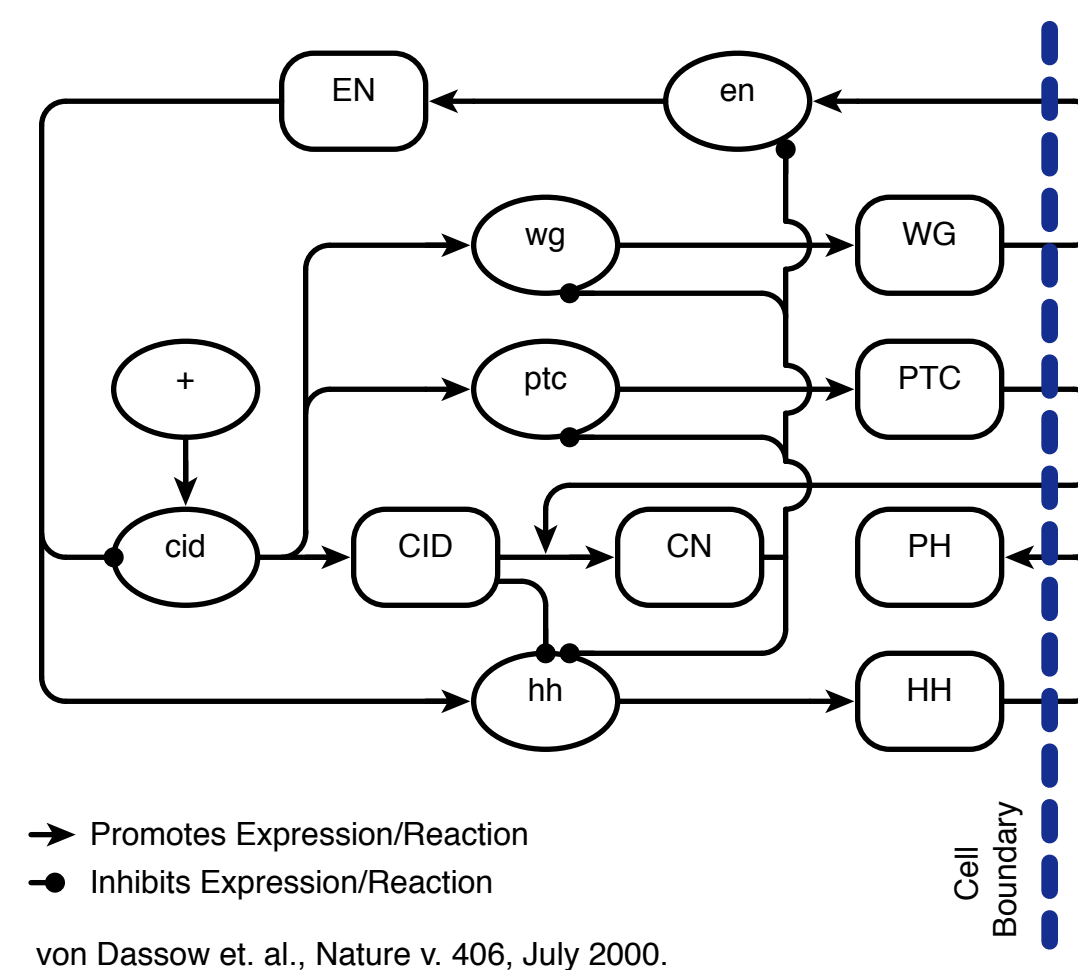 EN
en
wg
WG
+
ptc
PTC
cid
CID
CN
PH
hh
HH
Promotes Expression/Reaction
Inhibits Expression/Reaction
Cell
Boundary
von Dassow et. al., Nature v. 406, July 2000.